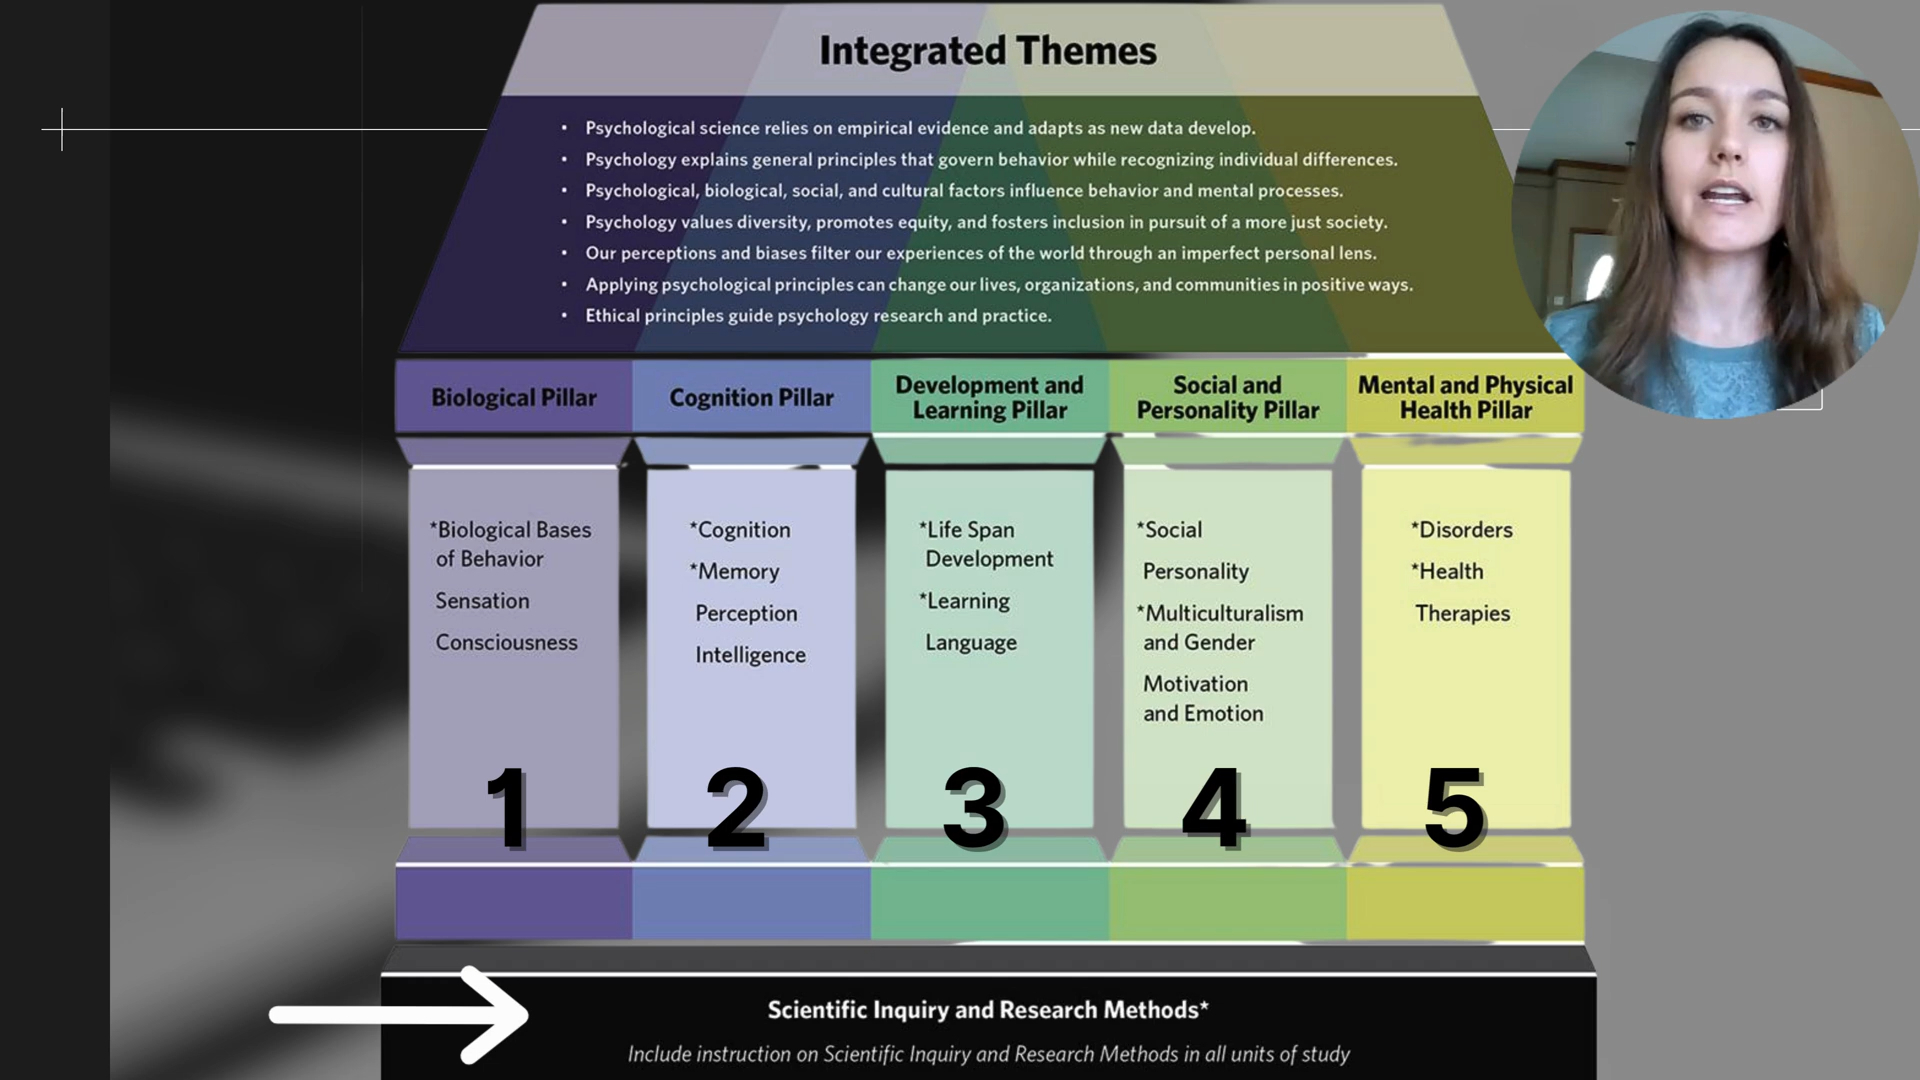 Integrated Themes
• Psychological science relies on empirical evidence and adapts as new data develop.
• Psychology explains general principles that govern behavior while recognizing individual differences.
• Psychological, biological, social, and cultural factors influence behavior and mental processes.
• Psychology values diversity, promotes equity, and fosters inclusion in pursuit of a more just society.
• Our perceptions and biases filter our experiences of the world through an imperfect personal lens.
• Applying psychological principles can change our lives, organizations, and communities in positive ways.
• Ethical principles guide psychology research and practice.
Biological Pillar
*Biological Bases
of Behavior
Sensation
Consciousness
1
Cognition Pillar
*Cognition
*Memory
Perception
Intelligence
2
Development and
Learning Pillar
*Life Span
Development
*Learning
Language
3
Social and
Personality Pillar
*Social
Personality
*Multiculturalism
and Gender
Motivation
and Emotion
4
Mental and Physical
Health Pillar
*Disorders
*Health
Therapies
5
Scientific Inquiry and Research Methods*
Include instruction on Scientific Inquiry and Research Methods in all units of study